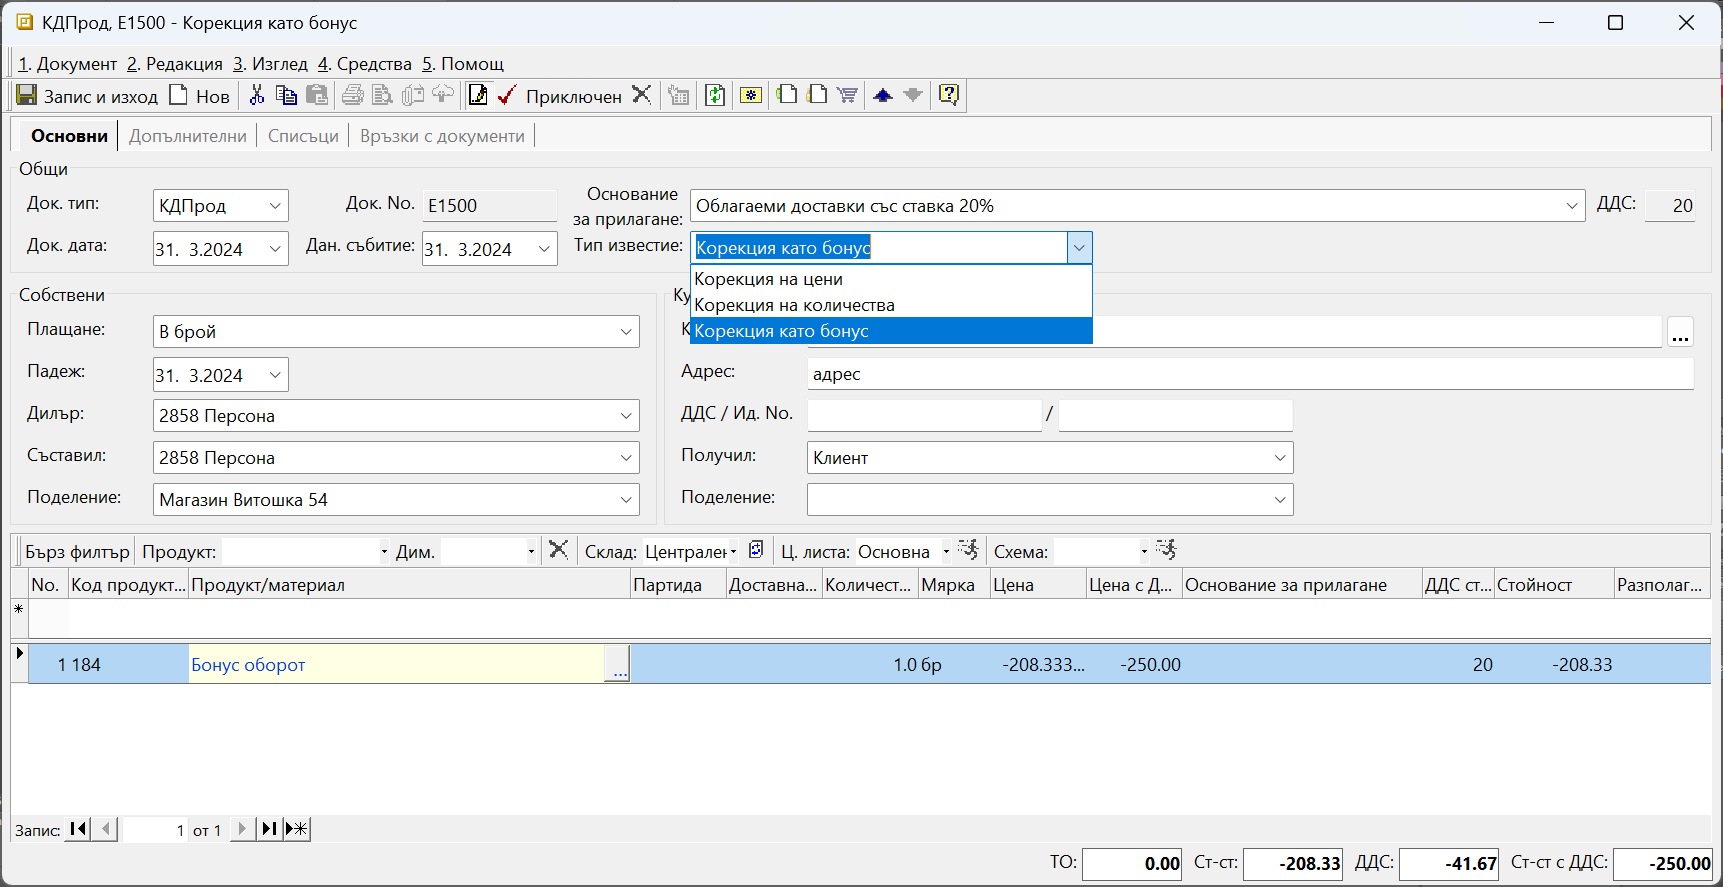 КДПрод, Е1500 - Корекция като бонус
1. Документ 2. Редакция 3. Изглед 4. Средства 5. Помощ
Запис и изход Нов Приключен
Основни Допълнителни Списъци Връзки с документи
Общи
Док. тип: КДПрод Док. No. Е1500 Основание за прилагане: Облагаеми доставки със ставка 20% ДДС: 20
Док. дата: 31. 3.2024 Дан. събитие: 31. 3.2024 Тип известие: Корекция като бонус
Корекция на цени
Корекция на количества
Корекция като бонус
Собствени
Плащане: В брой
Падеж: 31. 3.2024
Дилър: 2858 Персона
Съставил: 2858 Персона
Поделение: Магазин Витошка 54
Ку
К
...
Адрес: адрес
ДДС / Ид. No. /
Получил: Клиент
Поделение:
Бърз филтър Продукт: Дим. Склад: Централен Ц. листа: Основна Схема:
No. Код продукт... Продукт/материал Партида Доставна... Количест... Мярка Цена Цена с Д... Основание за прилагане ДДС ст... Стойност Разполаг...
1 184 Бонус оборот ... 1.0 бр -208.333... -250.00 20 -208.33
Запис: 1 от 1
ТО: 0.00 Ст-ст: -208.33 ДДС: -41.67 Ст-ст с ДДС: -250.00